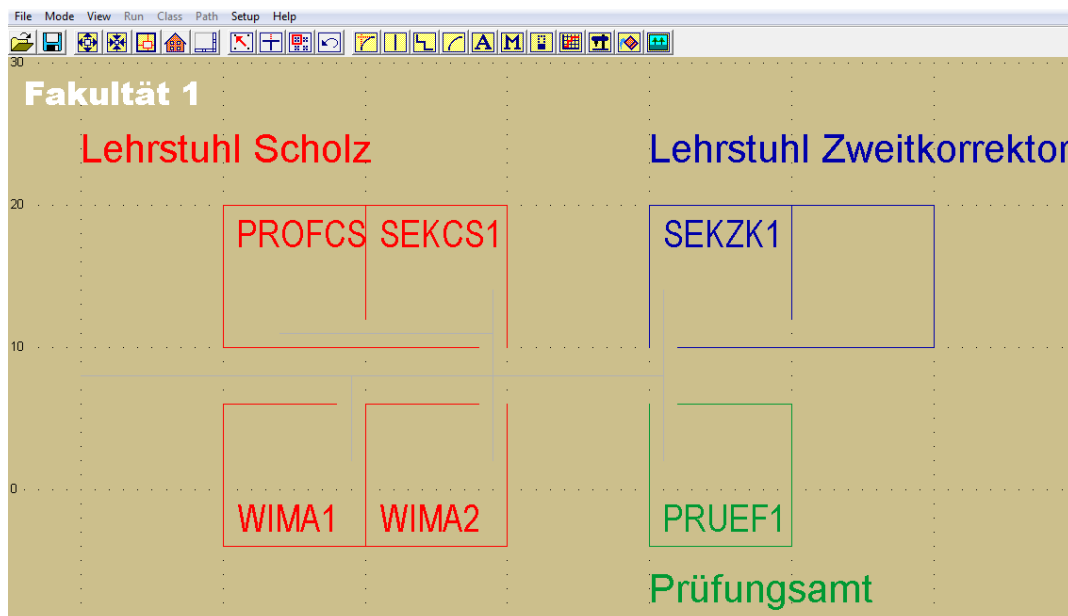 File Mode View Run Class Path Setup Help
A M
30
Fakultät 1
Lehrstuhl Scholz Lehrstuhl Zweitkorrektor
20
PROFCS SEKCS1 SEKZK1
10
0
WIMA1 WIMA2 PRUEF1
Prüfungsamt